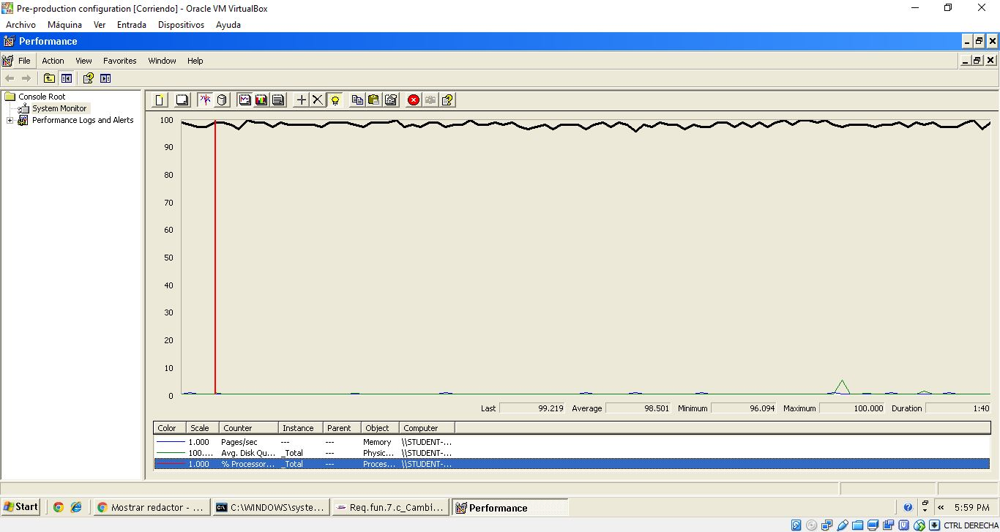 Pre-production configuration [Corriendo] - Oracle VM VirtualBox
Archivo Máquina Ver Entrada Dispositivos Ayuda
Performance
File Action View Favorites Window Help
Console Root
System Monitor
Performance Logs and Alerts
100
90
80
70
60
50
40
30
20
10
0
Last 99.219 Average 98.501 Minimum 96.094 Maximum 100.000 Duration 1:40
Color Scale Counter Instance Parent Object Computer
1.000 Pages/sec --- --- Memory \\STUDENT-...
100.... Avg. Disk Qu... _Total --- Physic... \\STUDENT-...
1.000 % Processor... _Total --- Proces... \\STUDENT-...
Start Mostrar redactor - ... C:\WINDOWS\syste... Req.fun.7.c_Cambi... Performance « 5:59 PM
CTRL DERECHA